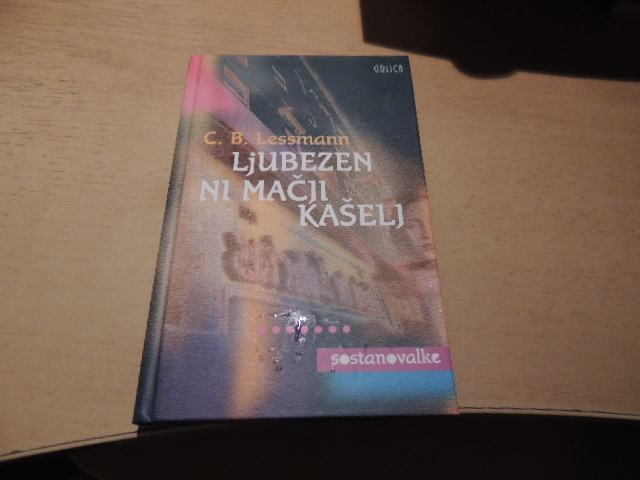 GRLICA
C. B. Lessmann
LjUBEZEN
NI MAČJI
KAŠELJ
sostanovalke